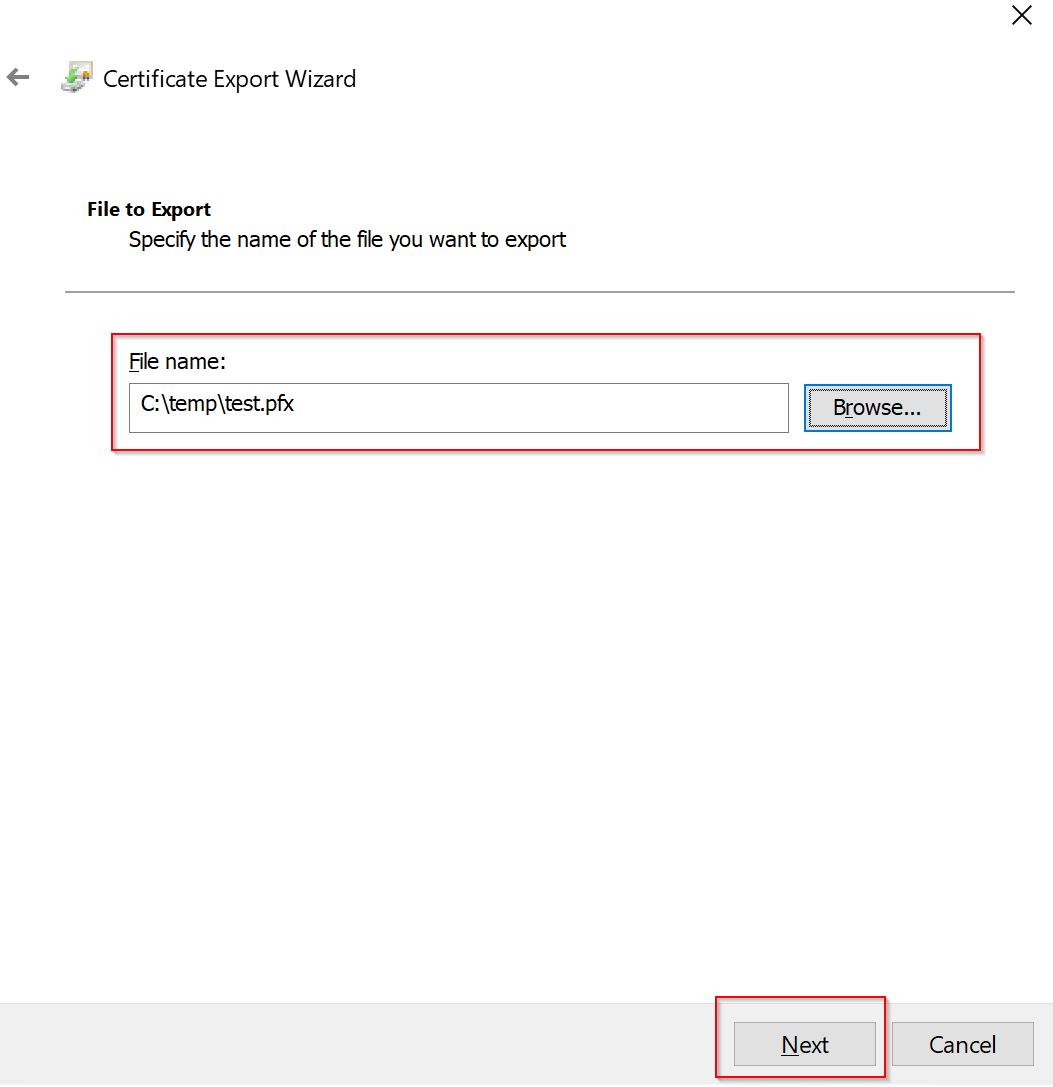 Certificate Export Wizard
File to Export
Specify the name of the file you want to export
File name:
C:\temp\test.pfx
Browse...
Next
Cancel